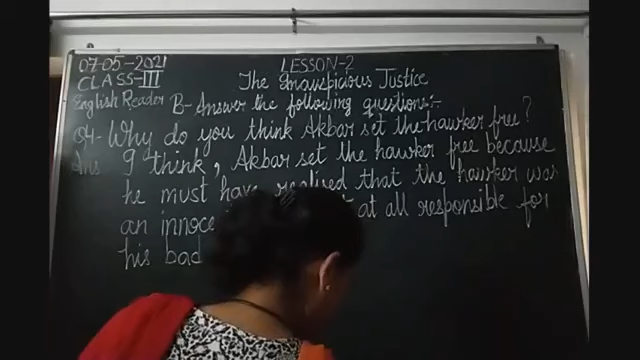 07-05-2021
LESSON-2
CLASS-III
The Inauspicious Justice
English Reader
B- Answer the following questions:-
Q4- Why do you think Akbar set the hawker free?
Ans I think, Akbar set the hawker free because
he must have realised that the hawker was
an at all responsible for
his bad